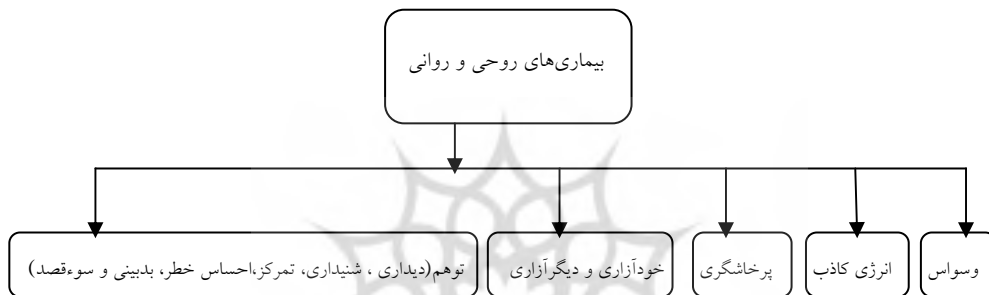 بیماری‌های روحی و روانی
وسواس
انرژی کاذب
پرخاشگری
خودآزاری و دیگرآزاری
توهم(دیداری ، شنیداری، تمرکز،احساس خطر، بدبینی و سوءقصد)